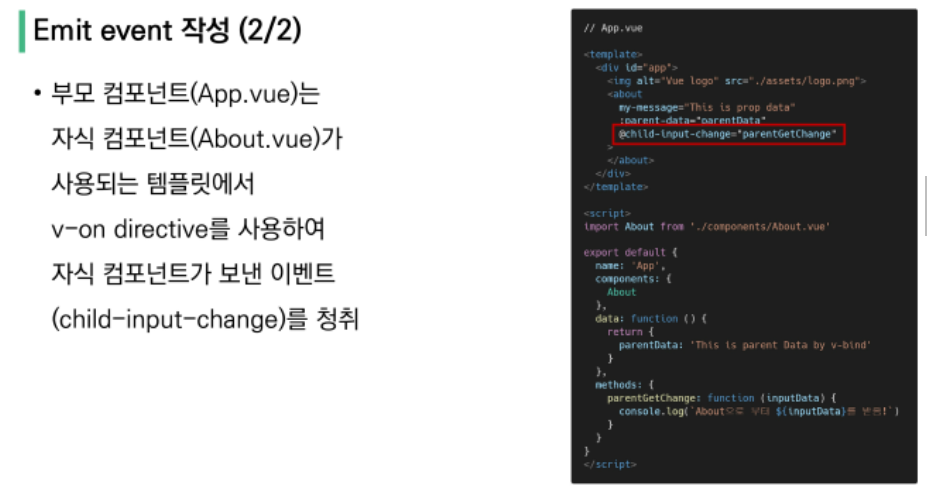 Emit event 작성 (2/2)
• 부모 컴포넌트(App.vue)는
자식 컴포넌트(About.vue)가
사용되는 템플릿에서
v-on directive를 사용하여
자식 컴포넌트가 보낸 이벤트
(child-input-change)를 청취
// App.vue
<template>
<div id="app">
<img alt="Vue logo" src="./assets/logo.png">
<about
my-message="This is prop data"
:parent-data="parentData"
@child-input-change="parentGetChange"
>
</about>
</div>
</template>
<script>
import About from './components/About.vue'
export default {
name: 'App',
components: {
About
},
data: function () {
return {
parentData: 'This is parent Data by v-bind'
}
},
methods: {
parentGetChange: function (inputData) {
console.log(`About으로 부터 ${inputData}를 받음!`)
}
}
}
</script>